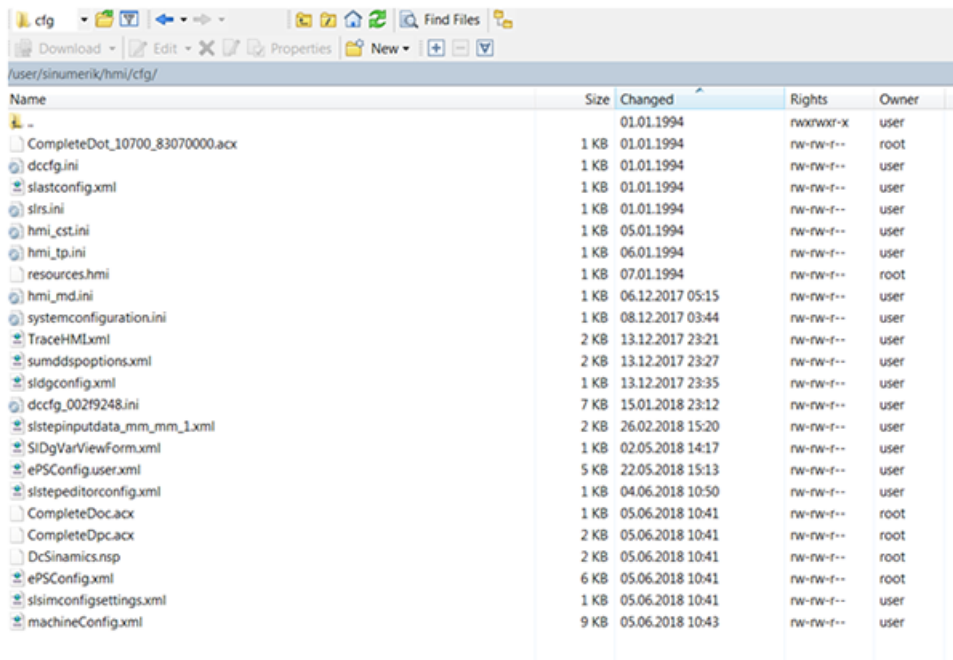 cfg Find Files
Download Edit Properties New
/user/sinumerik/hmi/cfg/
Name Size Changed Rights Owner
.. 01.01.1994 rwxrwxr-x user
CompleteDot_10700_83070000.acx 1 KB 01.01.1994 rw-rw-r-- root
dccfg.ini 1 KB 01.01.1994 rw-rw-r-- user
slastconfig.xml 1 KB 01.01.1994 rw-rw-r-- user
slrs.ini 1 KB 01.01.1994 rw-rw-r-- user
hmi_cst.ini 1 KB 05.01.1994 rw-rw-r-- user
hmi_tp.ini 1 KB 06.01.1994 rw-rw-r-- user
resources.hmi 1 KB 07.01.1994 rw-rw-r-- root
hmi_md.ini 1 KB 06.12.2017 05:15 rw-rw-r-- user
systemconfiguration.ini 1 KB 08.12.2017 03:44 rw-rw-r-- user
TraceHMI.xml 2 KB 13.12.2017 23:21 rw-rw-r-- user
sumddspoptions.xml 2 KB 13.12.2017 23:27 rw-rw-r-- user
sldgconfig.xml 1 KB 13.12.2017 23:35 rw-rw-r-- user
dccfg_002f9248.ini 7 KB 15.01.2018 23:12 rw-rw-r-- user
slstepinputdata_mm_mm_1.xml 2 KB 26.02.2018 15:20 rw-rw-r-- user
SlDgVarViewForm.xml 1 KB 02.05.2018 14:17 rw-rw-r-- user
ePSConfig.user.xml 5 KB 22.05.2018 15:13 rw-rw-r-- user
slstepeditorconfig.xml 1 KB 04.06.2018 10:50 rw-rw-r-- user
CompleteDoc.acx 1 KB 05.06.2018 10:41 rw-rw-r-- root
CompleteDpc.acx 2 KB 05.06.2018 10:41 rw-rw-r-- root
DcSinamics.nsp 2 KB 05.06.2018 10:41 rw-rw-r-- root
ePSConfig.xml 6 KB 05.06.2018 10:41 rw-rw-r-- root
slsimconfigsettings.xml 1 KB 05.06.2018 10:41 rw-rw-r-- user
machineConfig.xml 9 KB 05.06.2018 10:43 rw-rw-r-- user